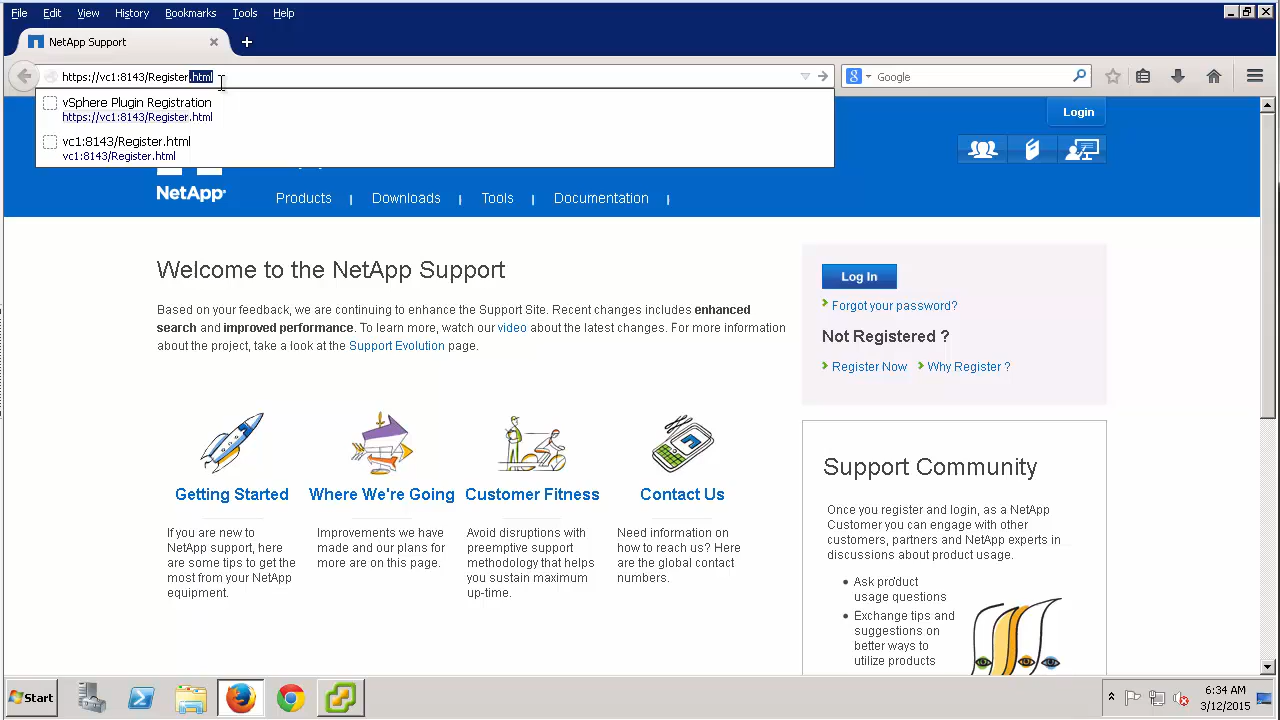 File Edit View History Bookmarks Tools Help
NetApp Support
https://vc1:8143/Register.html
Google
vSphere Plugin Registration
https://vc1:8143/Register.html
vc1:8143/Register.html
vc1:8143/Register.html
Login
NetApp
Products | Downloads | Tools | Documentation |
Welcome to the NetApp Support
Based on your feedback, we are continuing to enhance the Support Site. Recent changes includes enhanced
search and improved performance. To learn more, watch our video about the latest changes. For more information
about the project, take a look at the Support Evolution page.
Log In
Forgot your password?
Not Registered ?
Register Now Why Register ?
Getting Started
If you are new to
NetApp support, here
are some tips to get the
most from your NetApp
equipment.
Where We're Going
Improvements we have
made and our plans for
more are on this page.
Customer Fitness
Avoid disruptions with
preemptive support
methodology that helps
you sustain maximum
up-time.
Contact Us
Need information on
how to reach us? Here
are the global contact
numbers.
Support Community
Once you register and login, as a NetApp
Customer you can engage with other
customers, partners and NetApp experts in
discussions about product usage.
Ask product
usage questions
Exchange tips and
suggestions on
better ways to
utilize products
Start
6:34 AM
3/12/2015